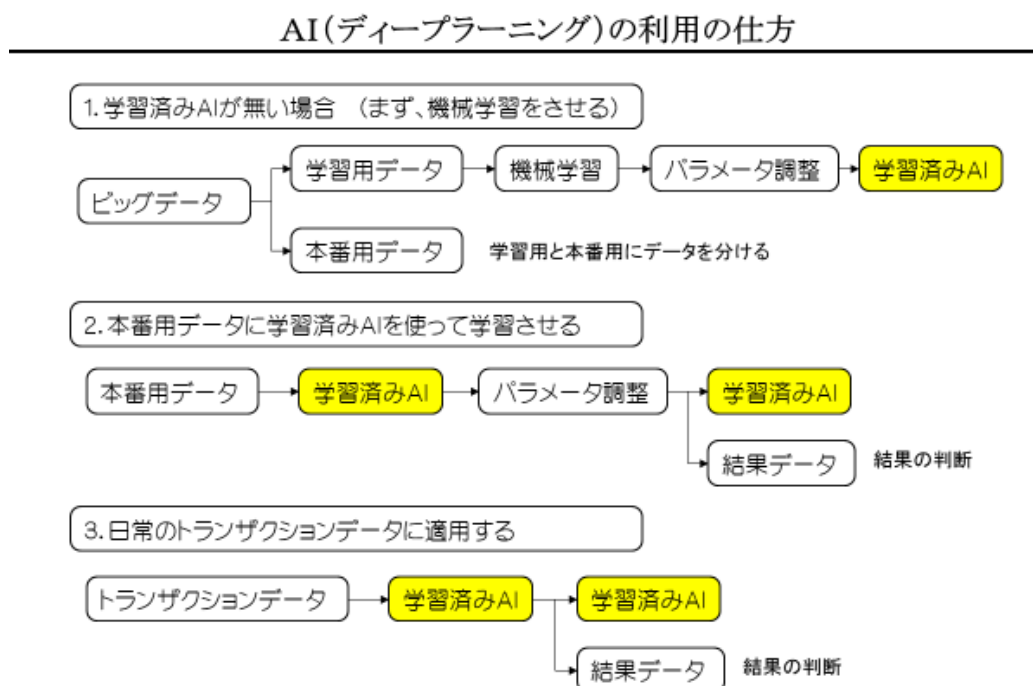 AI(ディープラーニング)の利用の仕方
1.学習済みAIが無い場合 (まず、機械学習をさせる)
ビッグデータ
学習用データ
機械学習
パラメータ調整
学習済みAI
本番用データ
学習用と本番用にデータを分ける
2.本番用データに学習済みAIを使って学習させる
本番用データ
学習済みAI
パラメータ調整
学習済みAI
結果データ
結果の判断
3.日常のトランザクションデータに適用する
トランザクションデータ
学習済みAI
学習済みAI
結果データ
結果の判断